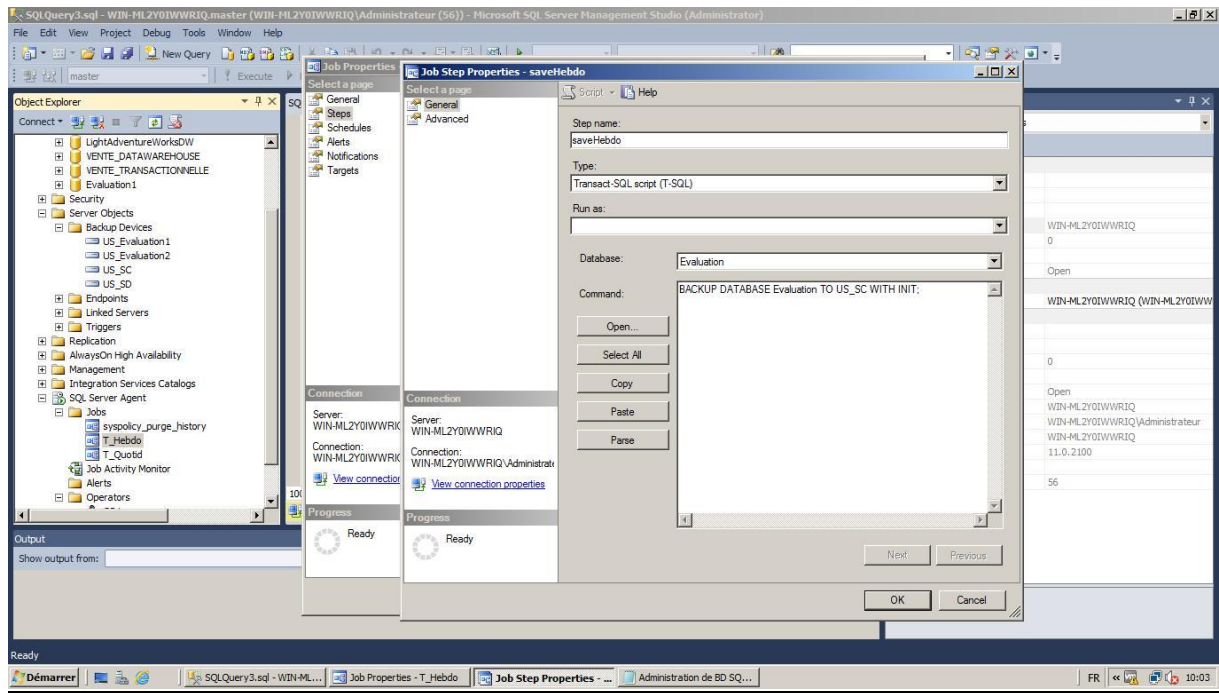 SQLQuery3.sql - WIN-ML2Y0IWWRIQ.master (WIN-ML2Y0IWWRIQ\Administrateur (56)) - Microsoft SQL Server Management Studio (Administrator)
File Edit View Project Debug Tools Window Help
New Query
master Execute
Object Explorer
Connect
LightAdventureWorksDW
VENTE_DATAWAREHOUSE
VENTE_TRANSACTIONNELLE
Evaluation1
Security
Server Objects
Backup Devices
US_Evaluation1
US_Evaluation2
US_SC
US_SD
Endpoints
Linked Servers
Triggers
Replication
AlwaysOn High Availability
Management
Integration Services Catalogs
SQL Server Agent
Jobs
syspolicy_purge_history
T_Hebdo
T_Quotid
Job Activity Monitor
Alerts
Operators
Output
Show output from:
SQ
100
Job Properties
Select a page
General
Steps
Schedules
Alerts
Notifications
Targets
Connection
Server:
WIN-ML2Y0IWWRIQ
Connection:
WIN-ML2Y0IWWRIQ
View connection
Progress
Ready
Job Step Properties - saveHebdo
Select a page
General
Advanced
Connection
Server:
WIN-ML2Y0IWWRIQ
Connection:
WIN-ML2Y0IWWRIQ\Administrate
View connection properties
Progress
Ready
Script Help
Step name:
saveHebdo
Type:
Transact-SQL script (T-SQL)
Run as:
Database: Evaluation
Command: BACKUP DATABASE Evaluation TO US_SC WITH INIT;
Open...
Select All
Copy
Paste
Parse
Next Previous
OK Cancel
WIN-ML2Y0IWWRIQ
0
Open
WIN-ML2Y0IWWRIQ (WIN-ML2Y0IWW
0
Open
WIN-ML2Y0IWWRIQ
WIN-ML2Y0IWWRIQ\Administrateur
WIN-ML2Y0IWWRIQ
11.0.2100
56
Ready
Démarrer SQLQuery3.sql - WIN-ML... Job Properties - T_Hebdo Job Step Properties - ... Administration de BD SQ... FR 10:03